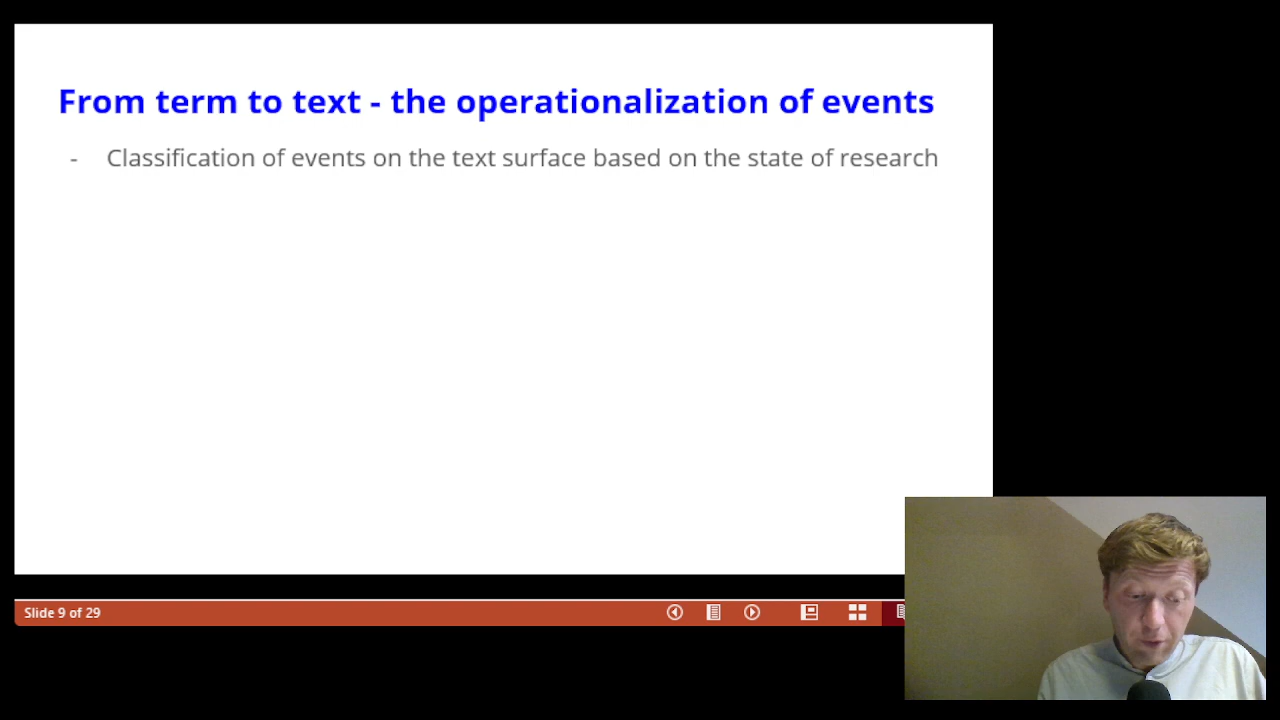 From term to text - the operationalization of events
- Classification of events on the text surface based on the state of research
Slide 9 of 29